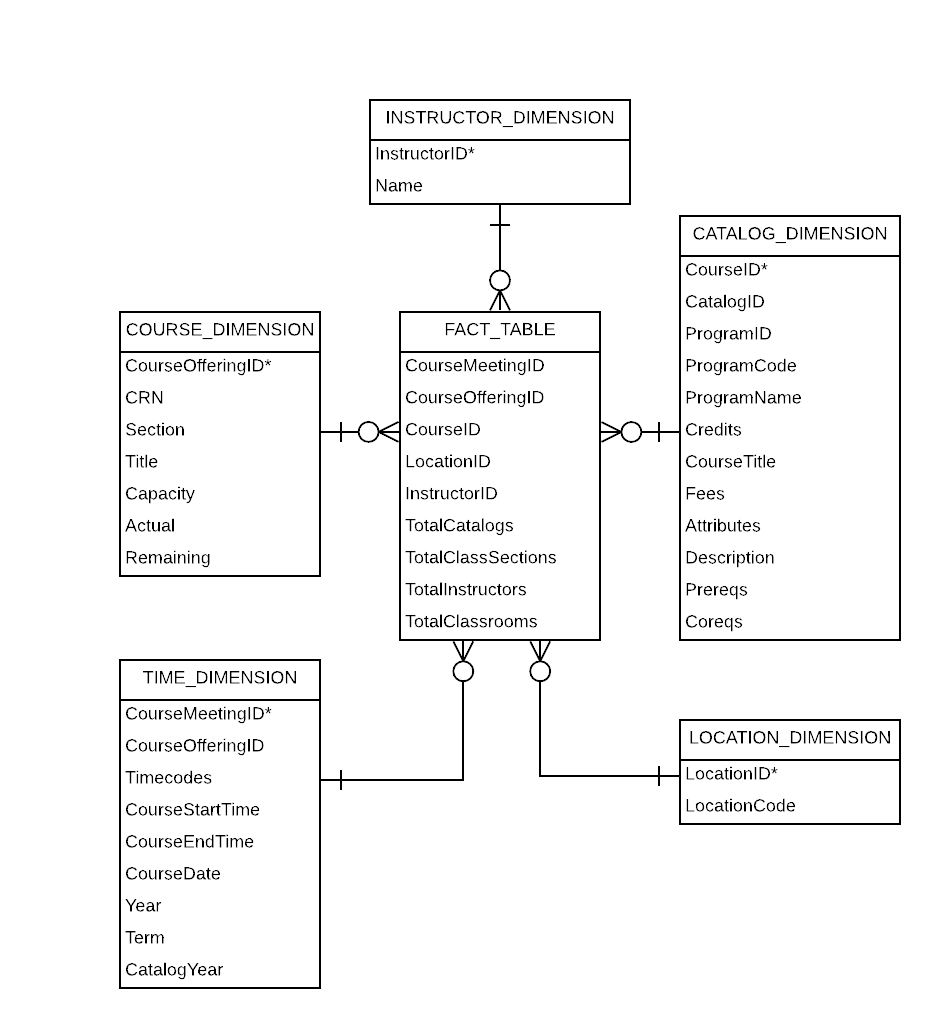 INSTRUCTOR_DIMENSION
InstructorID*
Name
CATALOG_DIMENSION
CourseID*
CatalogID
ProgramID
ProgramCode
ProgramName
Credits
CourseTitle
Fees
Attributes
Description
Prereqs
Coreqs
COURSE_DIMENSION
CourseOfferingID*
CRN
Section
Title
Capacity
Actual
Remaining
FACT_TABLE
CourseMeetingID
CourseOfferingID
CourseID
LocationID
InstructorID
TotalCatalogs
TotalClassSections
TotalInstructors
TotalClassrooms
TIME_DIMENSION
CourseMeetingID*
CourseOfferingID
Timecodes
CourseStartTime
CourseEndTime
CourseDate
Year
Term
CatalogYear
LOCATION_DIMENSION
LocationID*
LocationCode